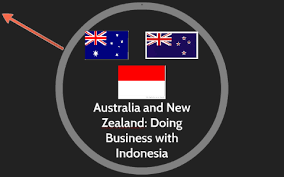 Australia and New
Zealand: Doing
Business with
Indonesia